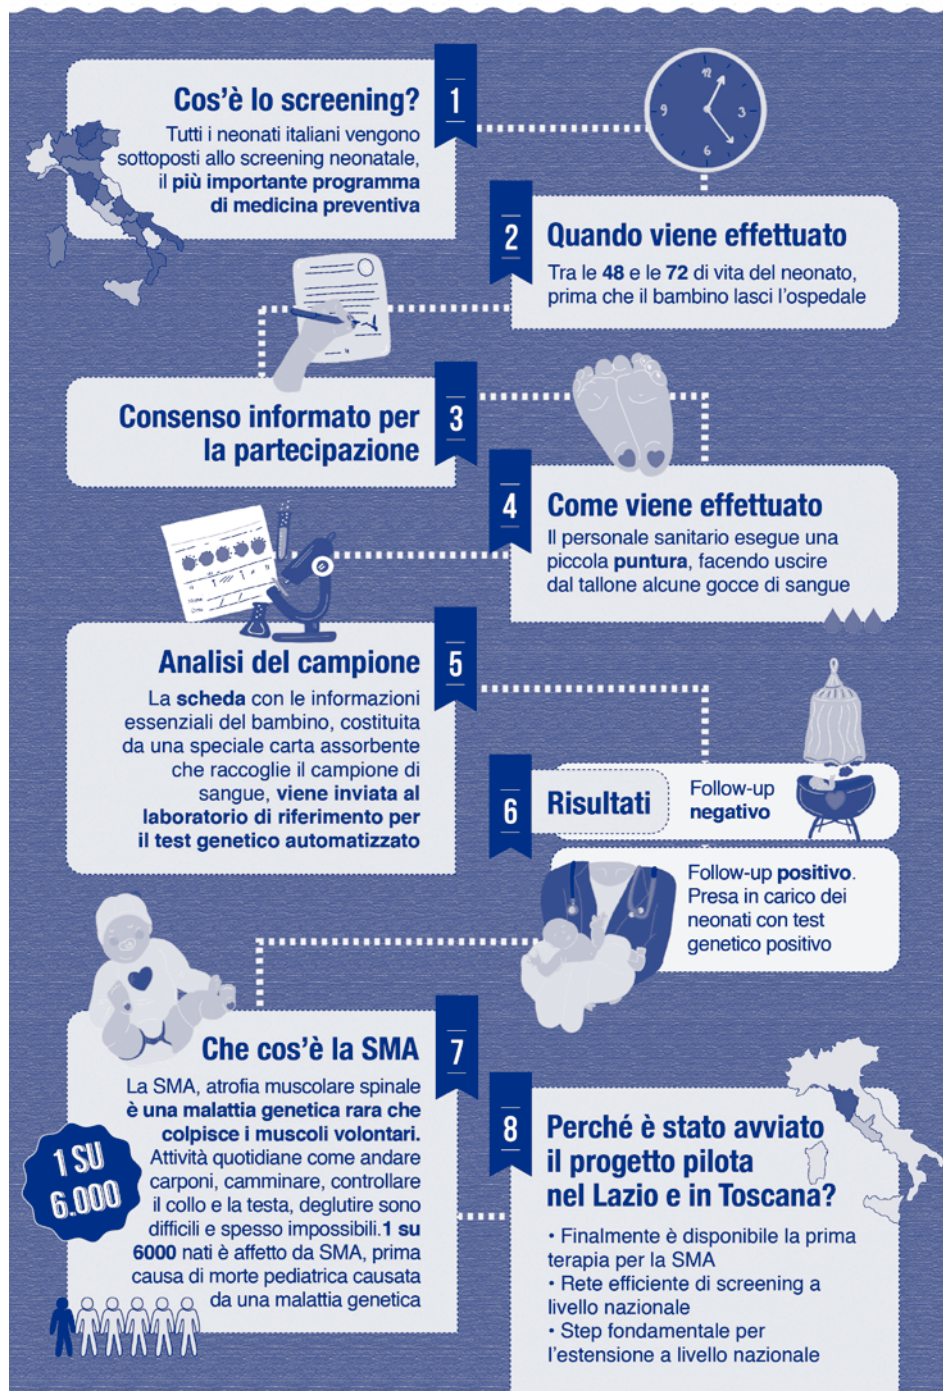 1
Cos'è lo screening?
Tutti i neonati italiani vengono
sottoposti allo screening neonatale,
il più importante programma
di medicina preventiva
12
3
6
9
2
Quando viene effettuato
Tra le 48 e le 72 di vita del neonato,
prima che il bambino lasci l'ospedale
3
Consenso informato per
la partecipazione
4
Come viene effettuato
Il personale sanitario esegue una
piccola puntura, facendo uscire
dal tallone alcune gocce di sangue
5
Analisi del campione
La scheda con le informazioni
essenziali del bambino, costituita
da una speciale carta assorbente
che raccoglie il campione di
sangue, viene inviata al
laboratorio di riferimento per
il test genetico automatizzato
6
Risultati
Follow-up
negativo
Follow-up positivo.
Presa in carico dei
neonati con test
genetico positivo
7
Che cos'è la SMA
La SMA, atrofia muscolare spinale
è una malattia genetica rara che
colpisce i muscoli volontari.
Attività quotidiane come andare
carponi, camminare, controllare
il collo e la testa, deglutire sono
difficili e spesso impossibili.1 su
6000 nati è affetto da SMA, prima
causa di morte pediatrica causata
da una malattia genetica
1 SU
6.000
8
Perché è stato avviato
il progetto pilota
nel Lazio e in Toscana?
• Finalmente è disponibile la prima
terapia per la SMA
• Rete efficiente di screening a
livello nazionale
• Step fondamentale per
l'estensione a livello nazionale